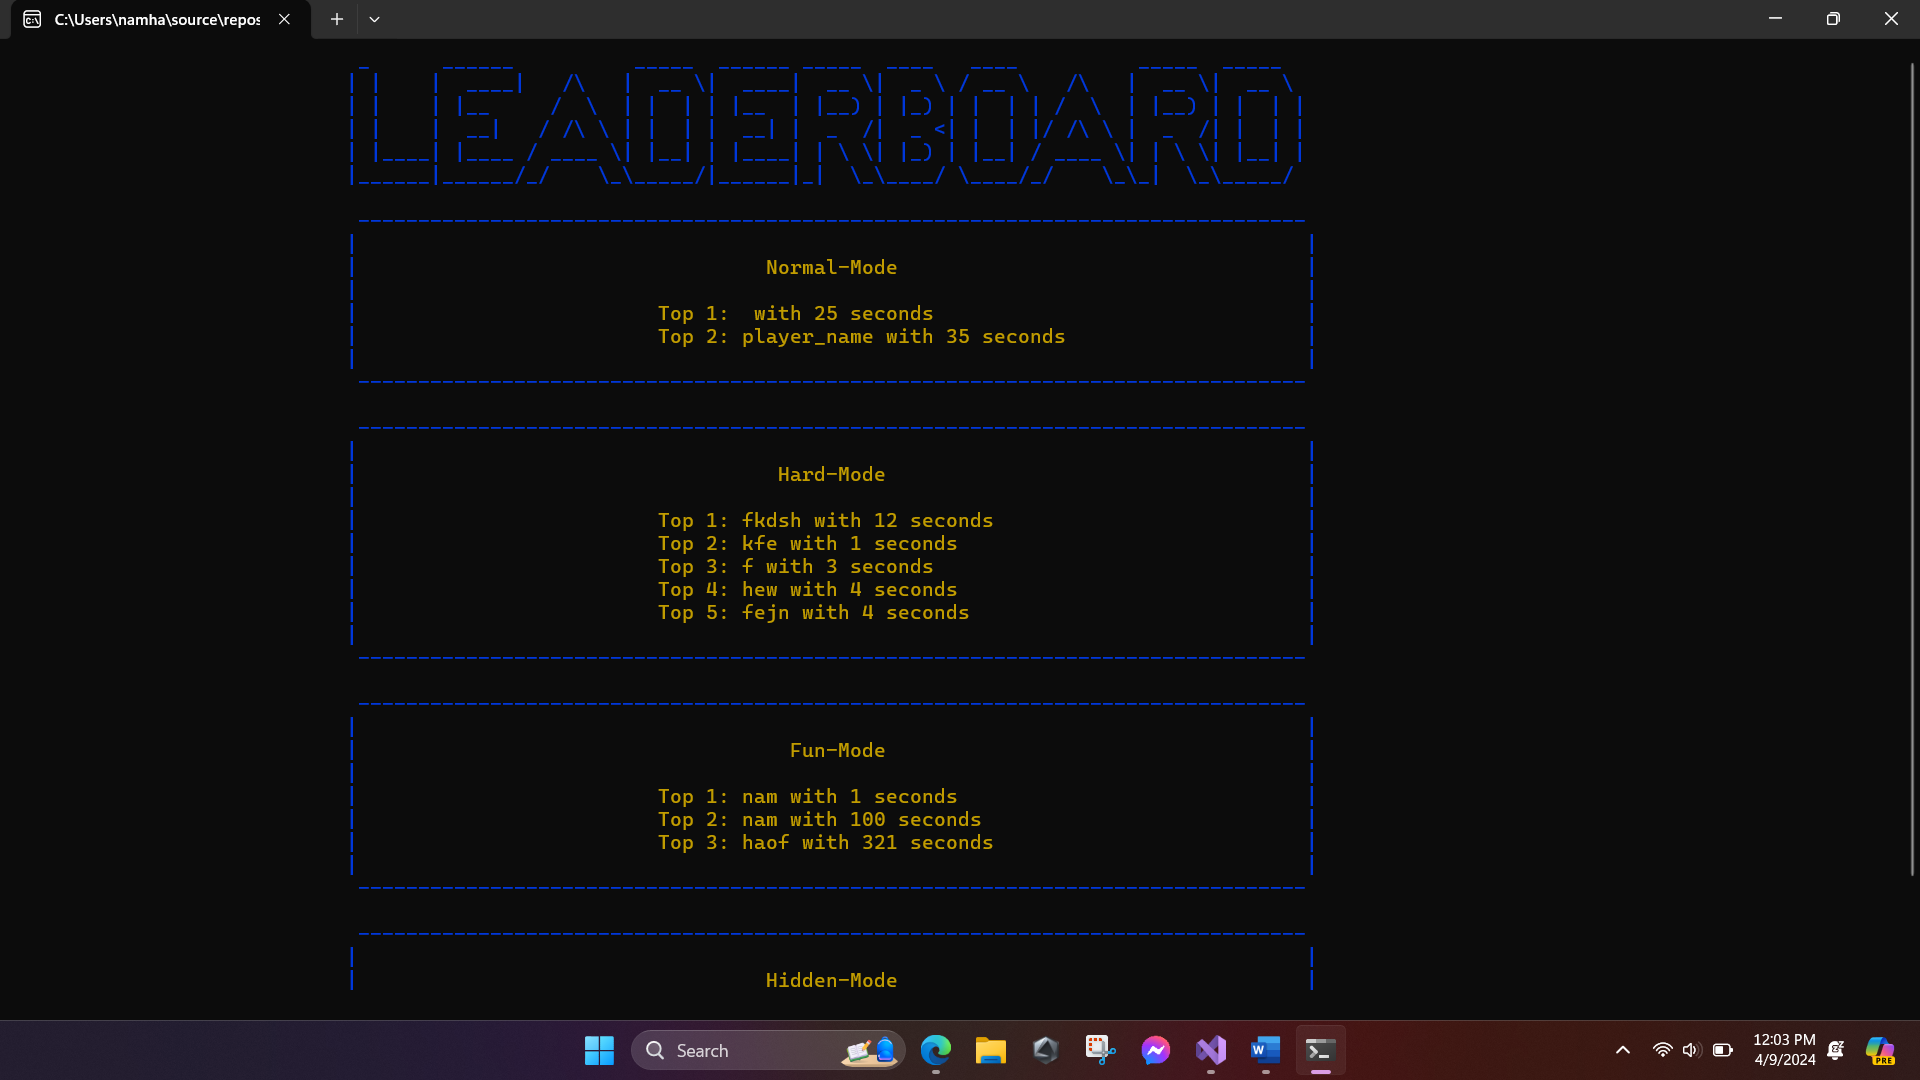 C:\Users\namha\source\repos
LEADERBOARD
Normal-Mode
Top 1:  with 25 seconds
Top 2: player_name with 35 seconds
Hard-Mode
Top 1: fkdsh with 12 seconds
Top 2: kfe with 1 seconds
Top 3: f with 3 seconds
Top 4: hew with 4 seconds
Top 5: fejn with 4 seconds
Fun-Mode
Top 1: nam with 1 seconds
Top 2: nam with 100 seconds
Top 3: haof with 321 seconds
Hidden-Mode
Search
12:03 PM
4/9/2024
PRE